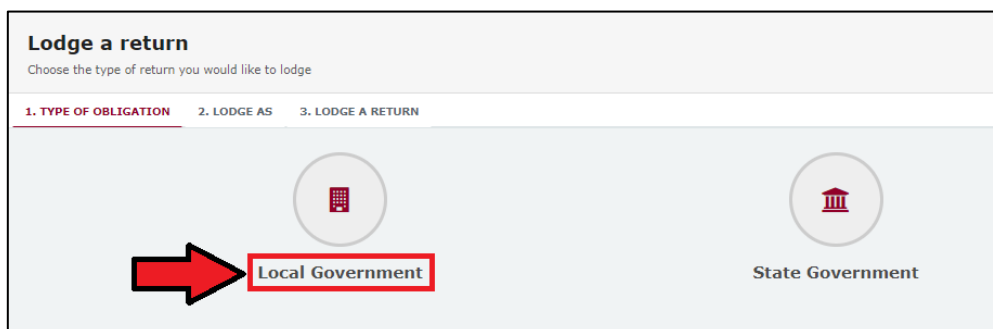 Lodge a return
Choose the type of return you would like to lodge
1. TYPE OF OBLIGATION 2. LODGE AS 3. LODGE A RETURN
Local Government State Government